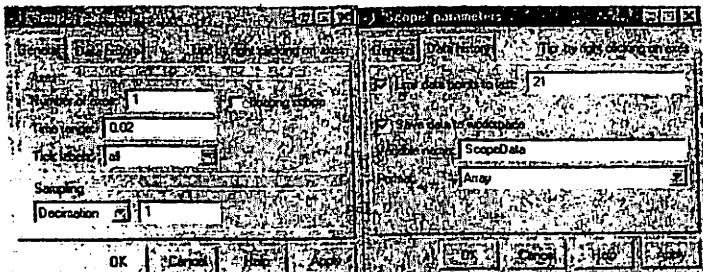 'Scope' parameters
General Data history Tip: try right clicking on axes
Axes
Number of axes: 1 floating scope
Time range: 0.02
Tick labels: all
Sampling
Decimation 1
OK Cancel Help Apply
'Scope' parameters
General Data history Tip: try right clicking on axes
Limit data points to last: 21
Save data to workspace
Variable name: ScopeData
Format: Array
OK Cancel Help Apply